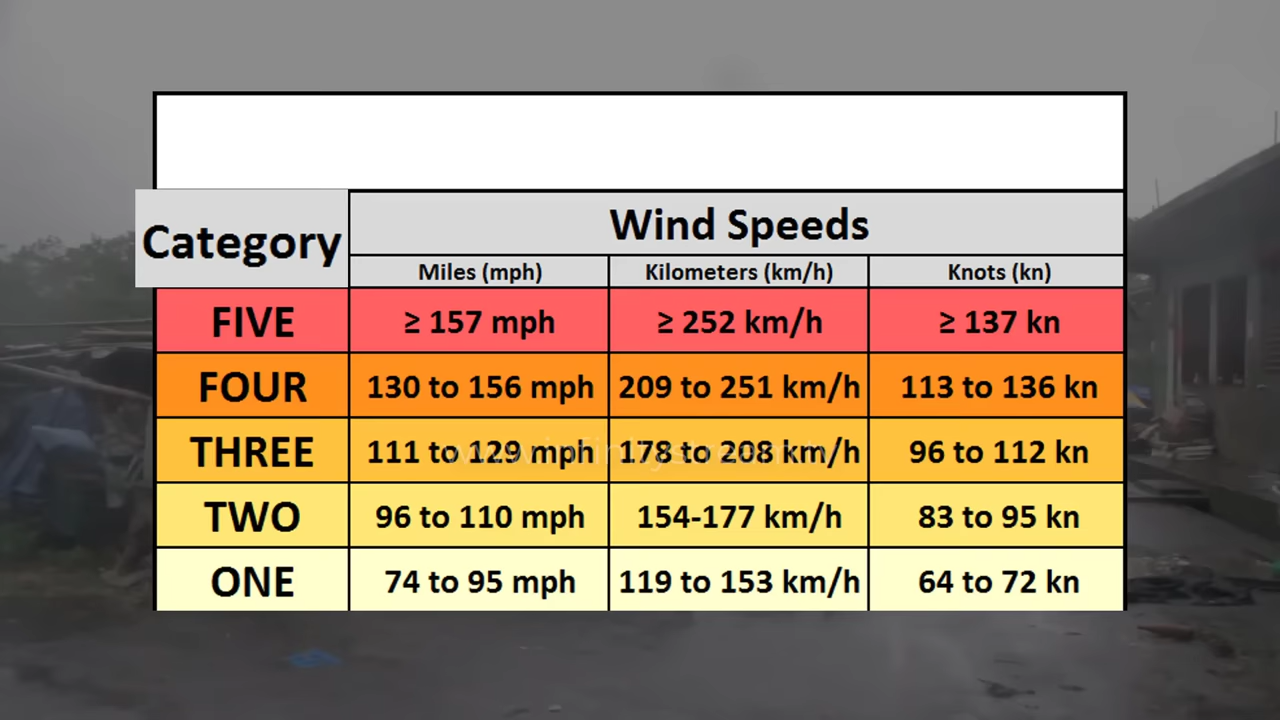 Category
Wind Speeds
Miles (mph) Kilometers (km/h) Knots (kn)
FIVE ≥ 157 mph ≥ 252 km/h ≥ 137 kn
FOUR 130 to 156 mph 209 to 251 km/h 113 to 136 kn
THREE 111 to 129 mph 178 to 208 km/h 96 to 112 kn
www.infinitystream.tv
TWO 96 to 110 mph 154-177 km/h 83 to 95 kn
ONE 74 to 95 mph 119 to 153 km/h 64 to 72 kn